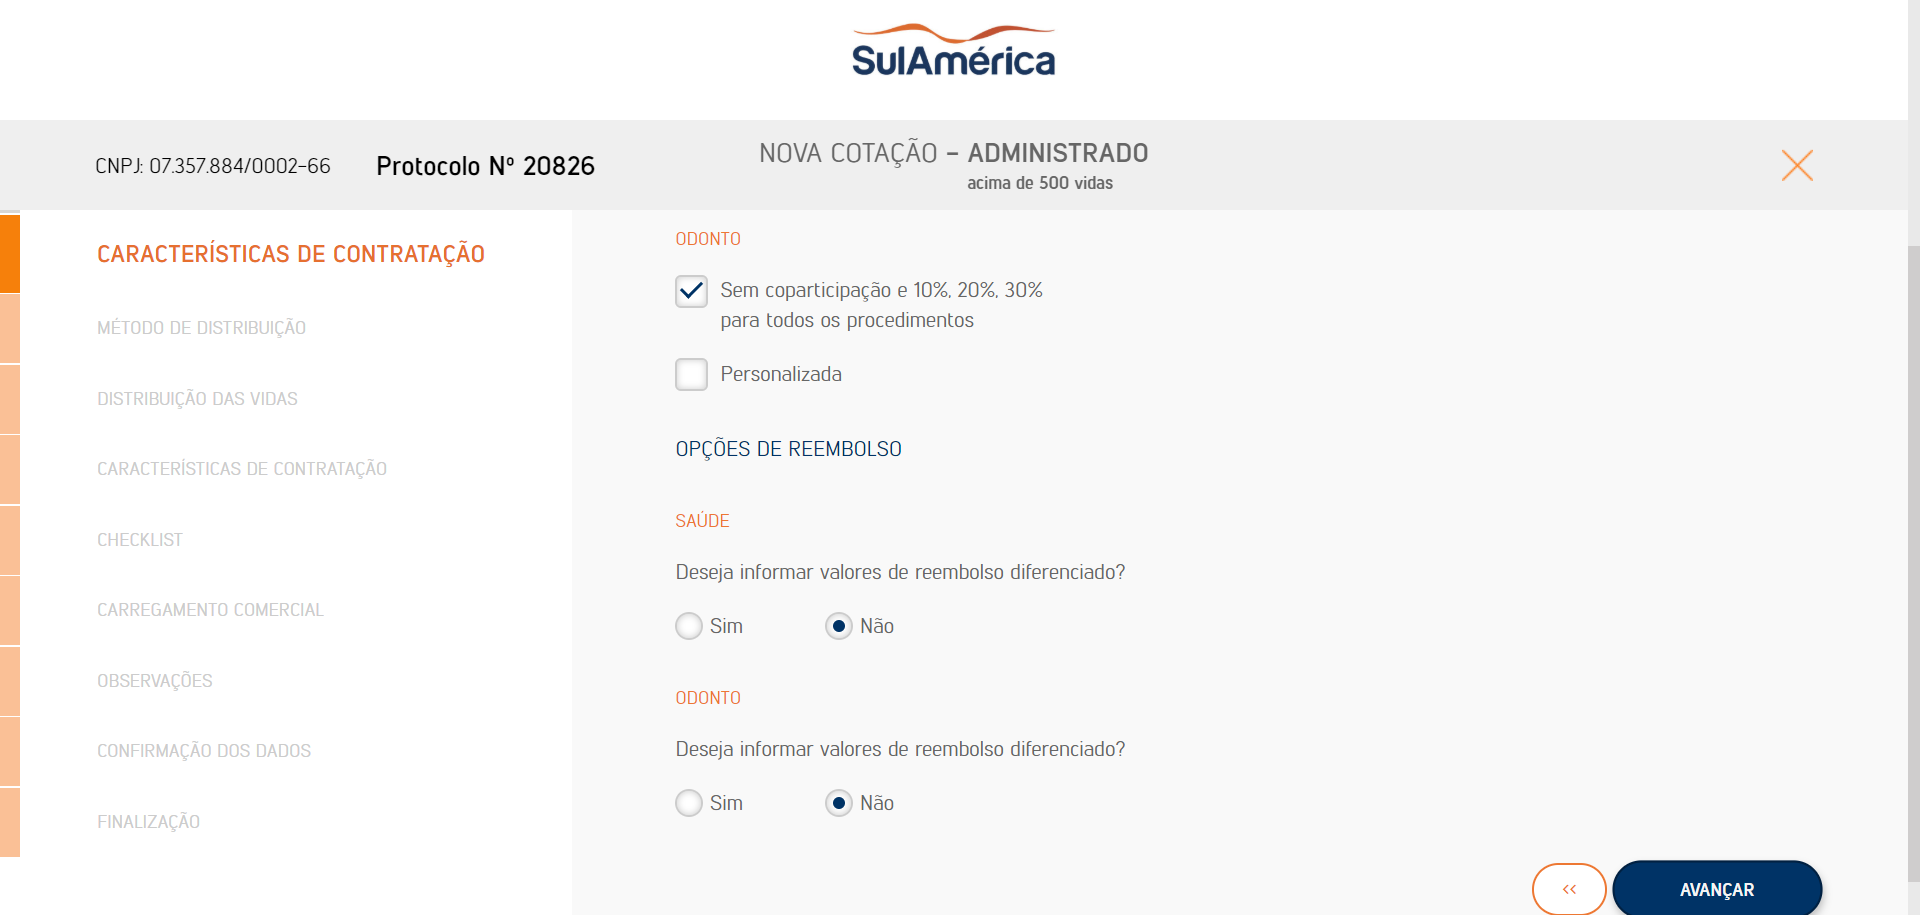 SulAmérica
CNPJ: 07.357.884/0002-66
Protocolo Nº 20826
NOVA COTAÇÃO - ADMINISTRADO
acima de 500 vidas
CARACTERÍSTICAS DE CONTRATAÇÃO
MÉTODO DE DISTRIBUIÇÃO
DISTRIBUIÇÃO DAS VIDAS
CARACTERÍSTICAS DE CONTRATAÇÃO
CHECKLIST
CARREGAMENTO COMERCIAL
OBSERVAÇÕES
CONFIRMAÇÃO DOS DADOS
FINALIZAÇÃO
ODONTO
Sem coparticipação e 10%, 20%, 30%
para todos os procedimentos
Personalizada
OPÇÕES DE REEMBOLSO
SAÚDE
Deseja informar valores de reembolso diferenciado?
Sim Não
ODONTO
Deseja informar valores de reembolso diferenciado?
Sim Não
<< AVANÇAR